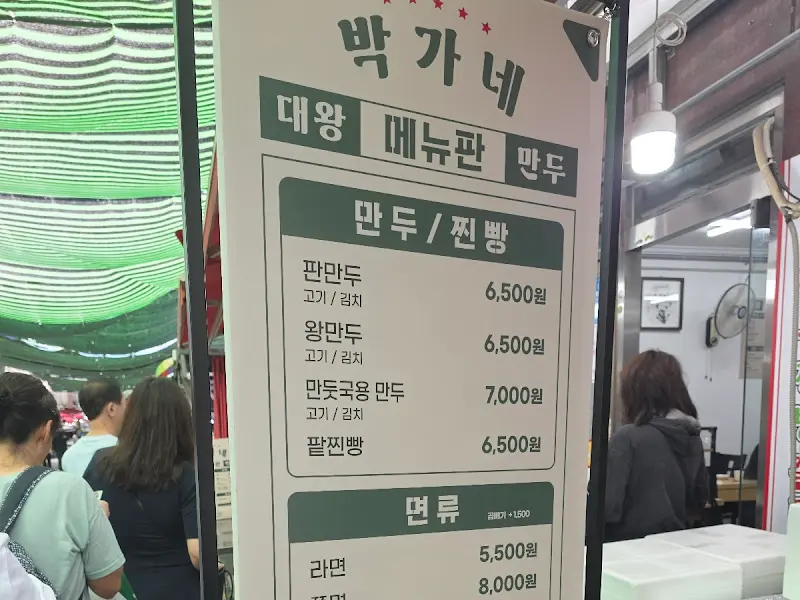 박가네
대왕 메뉴판 만두
만두/찐빵
판만두 6,500원
고기 / 김치
왕만두 6,500원
고기 / 김치
만둣국용 만두 7,000원
고기 / 김치
팥찐빵 6,500원
면류 곱빼기 +1,500
라면 5,500원
8,000원